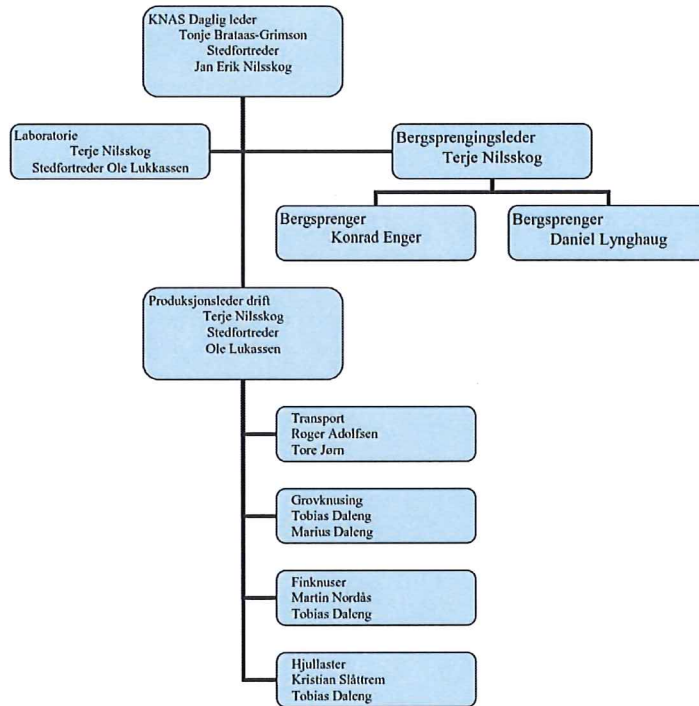 KNAS Daglig leder
Tonje Brataas-Grimson
Stedfortreder
Jan Erik Nilsskog
Laboratorie
Terje Nilsskog
Stedfortreder Ole Lukkassen
Bergsprengingsleder
Terje Nilsskog
Bergsprenger
Konrad Enger
Bergsprenger
Daniel Lynghaug
Produksjonsleder drift
Terje Nilsskog
Stedfortreder
Ole Lukassen
Transport
Roger Adolfsen
Tore Jørn
Grovknusing
Tobias Daleng
Marius Daleng
Finknuser
Martin Nordås
Tobias Daleng
Hjullaster
Kristian Slåttrem
Tobias Daleng